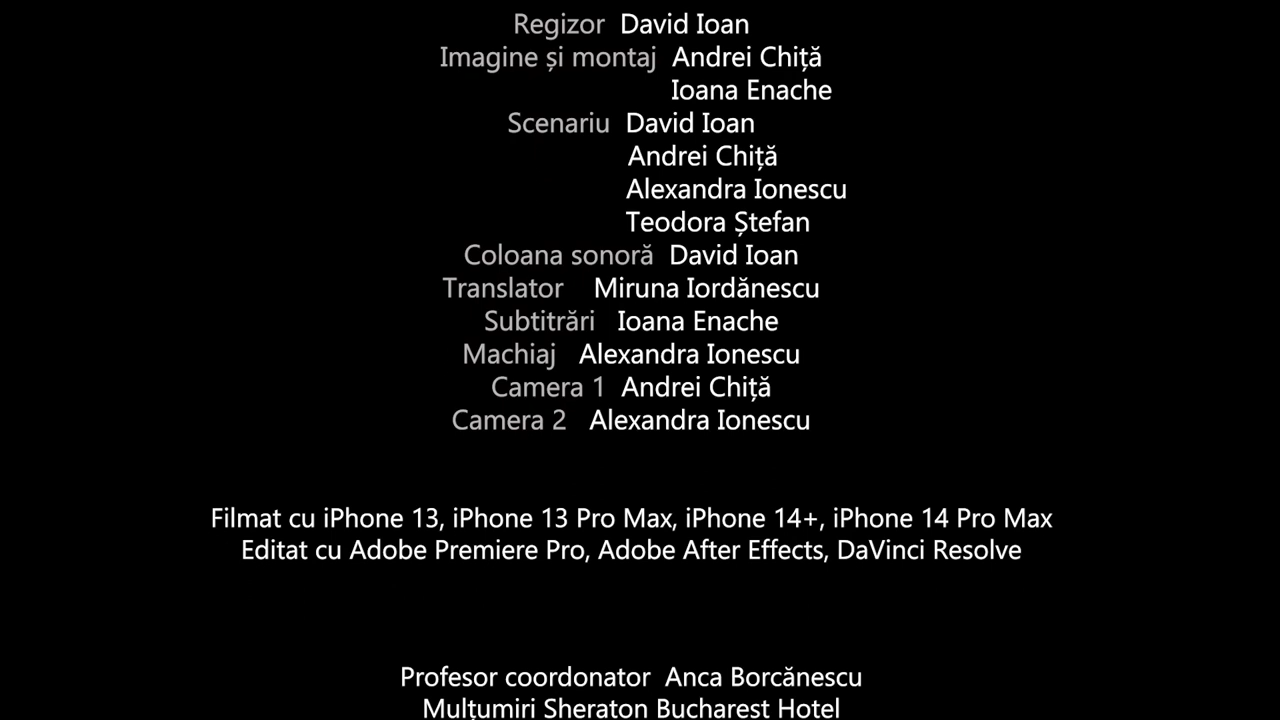 Regizor David Ioan
Imagine și montaj Andrei Chiță
Ioana Enache
Scenariu David Ioan
Andrei Chiță
Alexandra Ionescu
Teodora Ștefan
Coloana sonoră David Ioan
Translator Miruna Iordănescu
Subtitrări Ioana Enache
Machiaj Alexandra Ionescu
Camera 1 Andrei Chiță
Camera 2 Alexandra Ionescu
Filmat cu iPhone 13, iPhone 13 Pro Max, iPhone 14+, iPhone 14 Pro Max
Editat cu Adobe Premiere Pro, Adobe After Effects, DaVinci Resolve
Profesor coordonator Anca Borcănescu
Mulțumiri Sheraton Bucharest Hotel